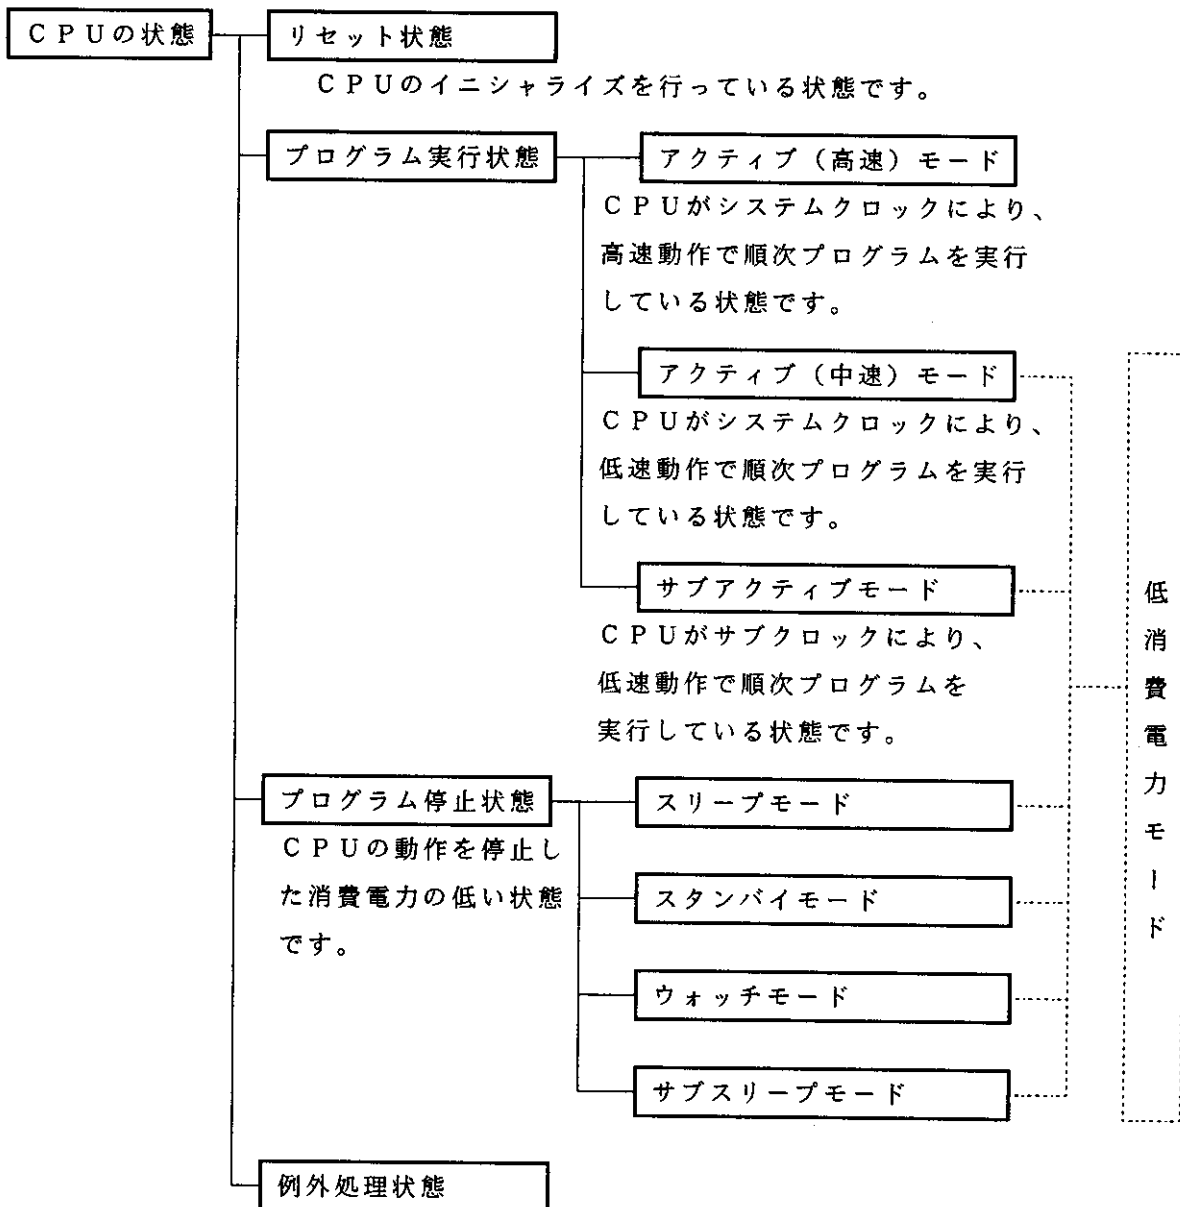 CPUの状態
リセット状態
CPUのイニシャライズを行っている状態です。
プログラム実行状態
アクティブ（高速）モード
CPUがシステムクロックにより、
高速動作で順次プログラムを実行
している状態です。
アクティブ（中速）モード
CPUがシステムクロックにより、
低速動作で順次プログラムを実行
している状態です。
サブアクティブモード
CPUがサブクロックにより、
低速動作で順次プログラムを
実行している状態です。
低消費電力モード
プログラム停止状態
CPUの動作を停止し
た消費電力の低い状態
です。
スリープモード
スタンバイモード
ウォッチモード
サブスリープモード
例外処理状態